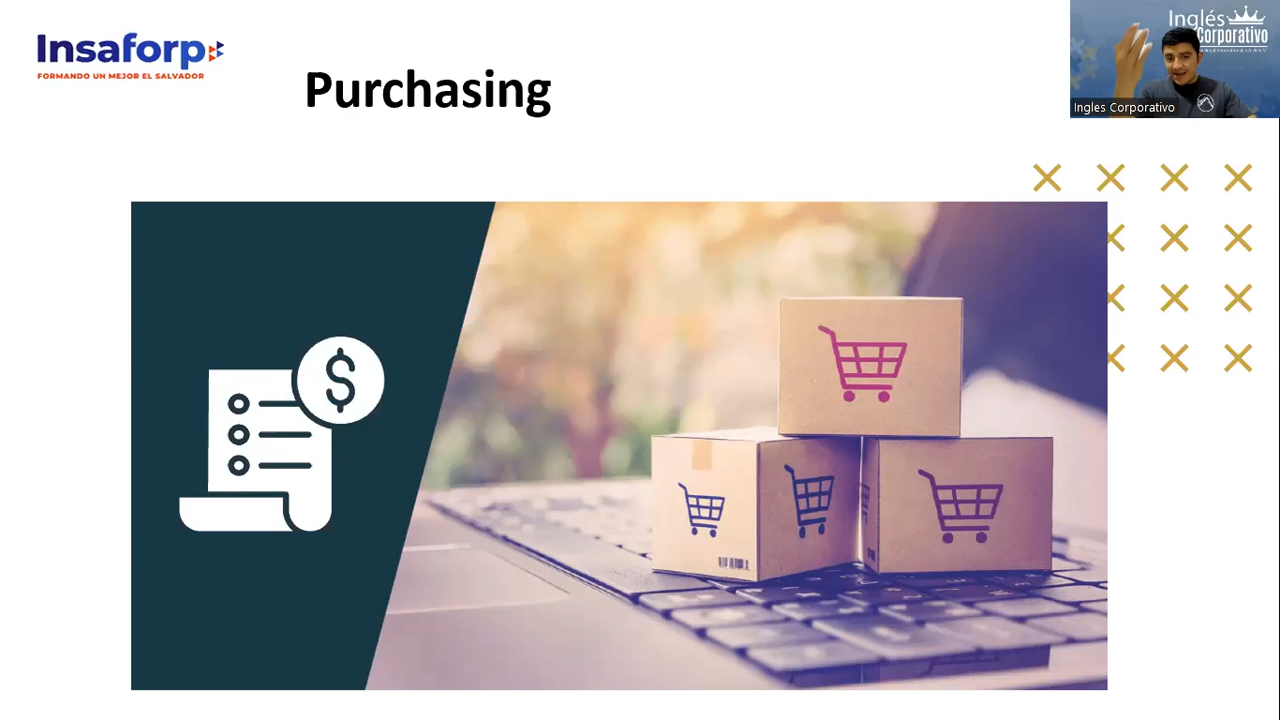 Insaforp
FORMANDO UN MEJOR EL SALVADOR
Purchasing
Inglés
Corporativo
Ingles Corporativo
$